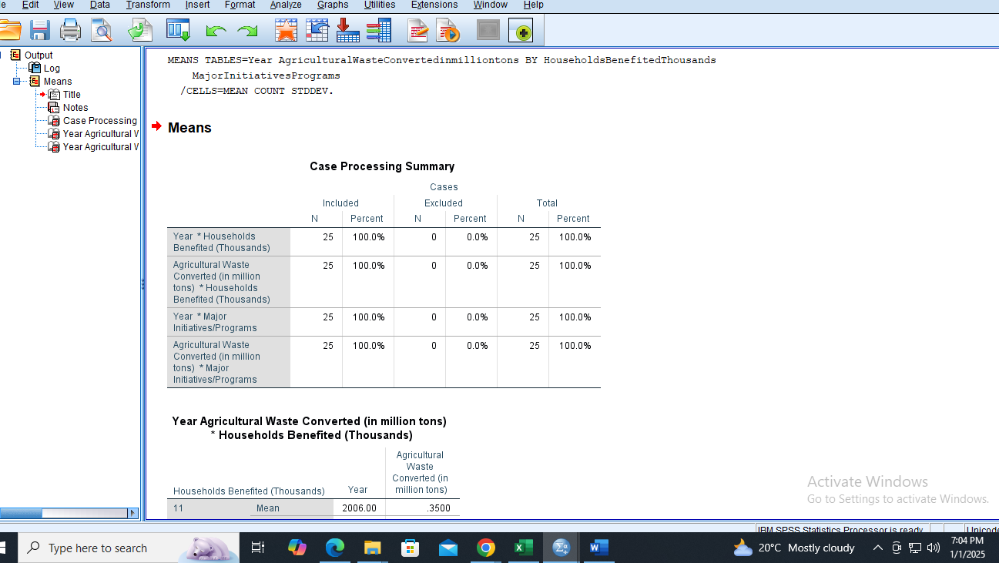 e Edit View Data Transform Insert Format Analyze Graphs Utilities Extensions Window Help
Output
Log
Means
Title
Notes
Case Processing
Year Agricultural W
Year Agricultural W
MEANS TABLES=Year AgriculturalWasteConvertedinmilliontons BY HouseholdsBenefitedThousands
MajorInitiativesPrograms
/CELLS=MEAN COUNT STDDEV.
Means
Case Processing Summary
Cases
Included Excluded Total
N Percent N Percent N Percent
Year * Households
Benefited (Thousands) 25 100.0% 0 0.0% 25 100.0%
Agricultural Waste
Converted (in million
tons) * Households
Benefited (Thousands) 25 100.0% 0 0.0% 25 100.0%
Year * Major
Initiatives/Programs 25 100.0% 0 0.0% 25 100.0%
Agricultural Waste
Converted (in million
tons) * Major
Initiatives/Programs 25 100.0% 0 0.0% 25 100.0%
Year Agricultural Waste Converted (in million tons)
* Households Benefited (Thousands)
Agricultural
Waste
Converted (in
Households Benefited (Thousands) Year million tons)
11 Mean 2006.00 .3500
Activate Windows
Go to Settings to activate Windows.
IBM SPSS Statistics Processor is ready Unicode
Type here to search
20°C Mostly cloudy
7:04 PM
1/1/2025